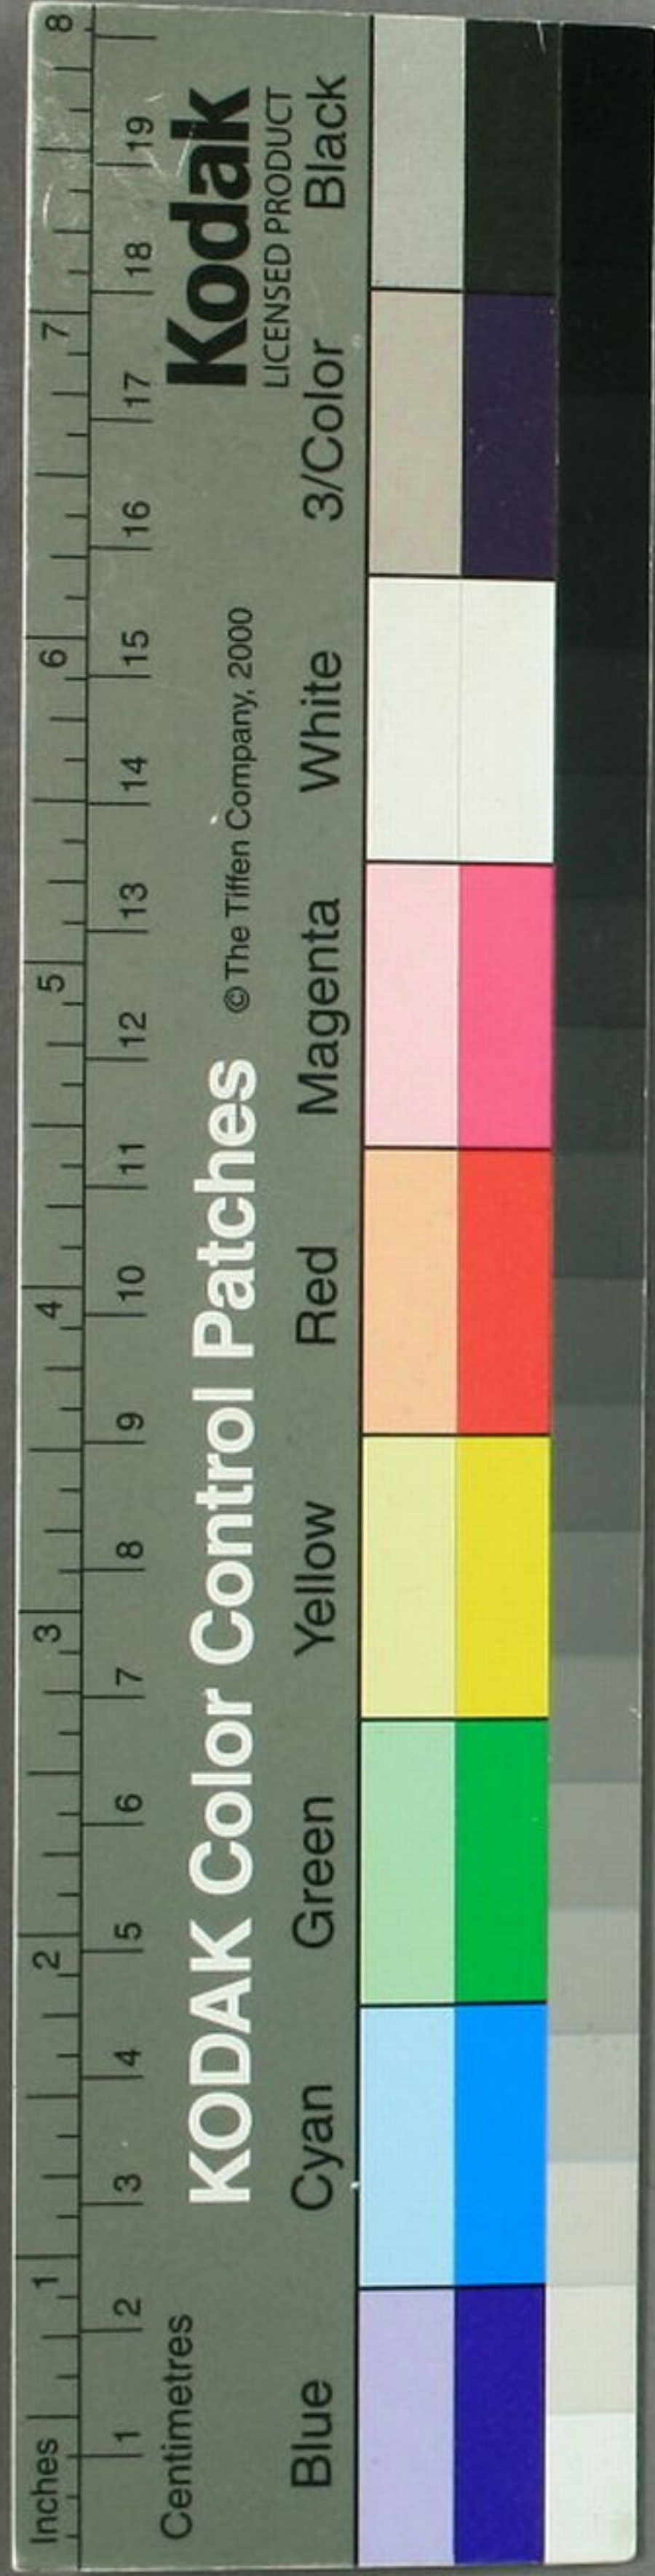 Inches 1 2 3 4 5 6 7 8
1 2 3 4 5 6 7 8 9 10 11 12 13 14 15 16 17 18 19
Centimetres
KODAK Color Control Patches © The Tiffen Company, 2000 Kodak
LICENSED PRODUCT
Blue Cyan Green Yellow Red Magenta White 3/Color Black